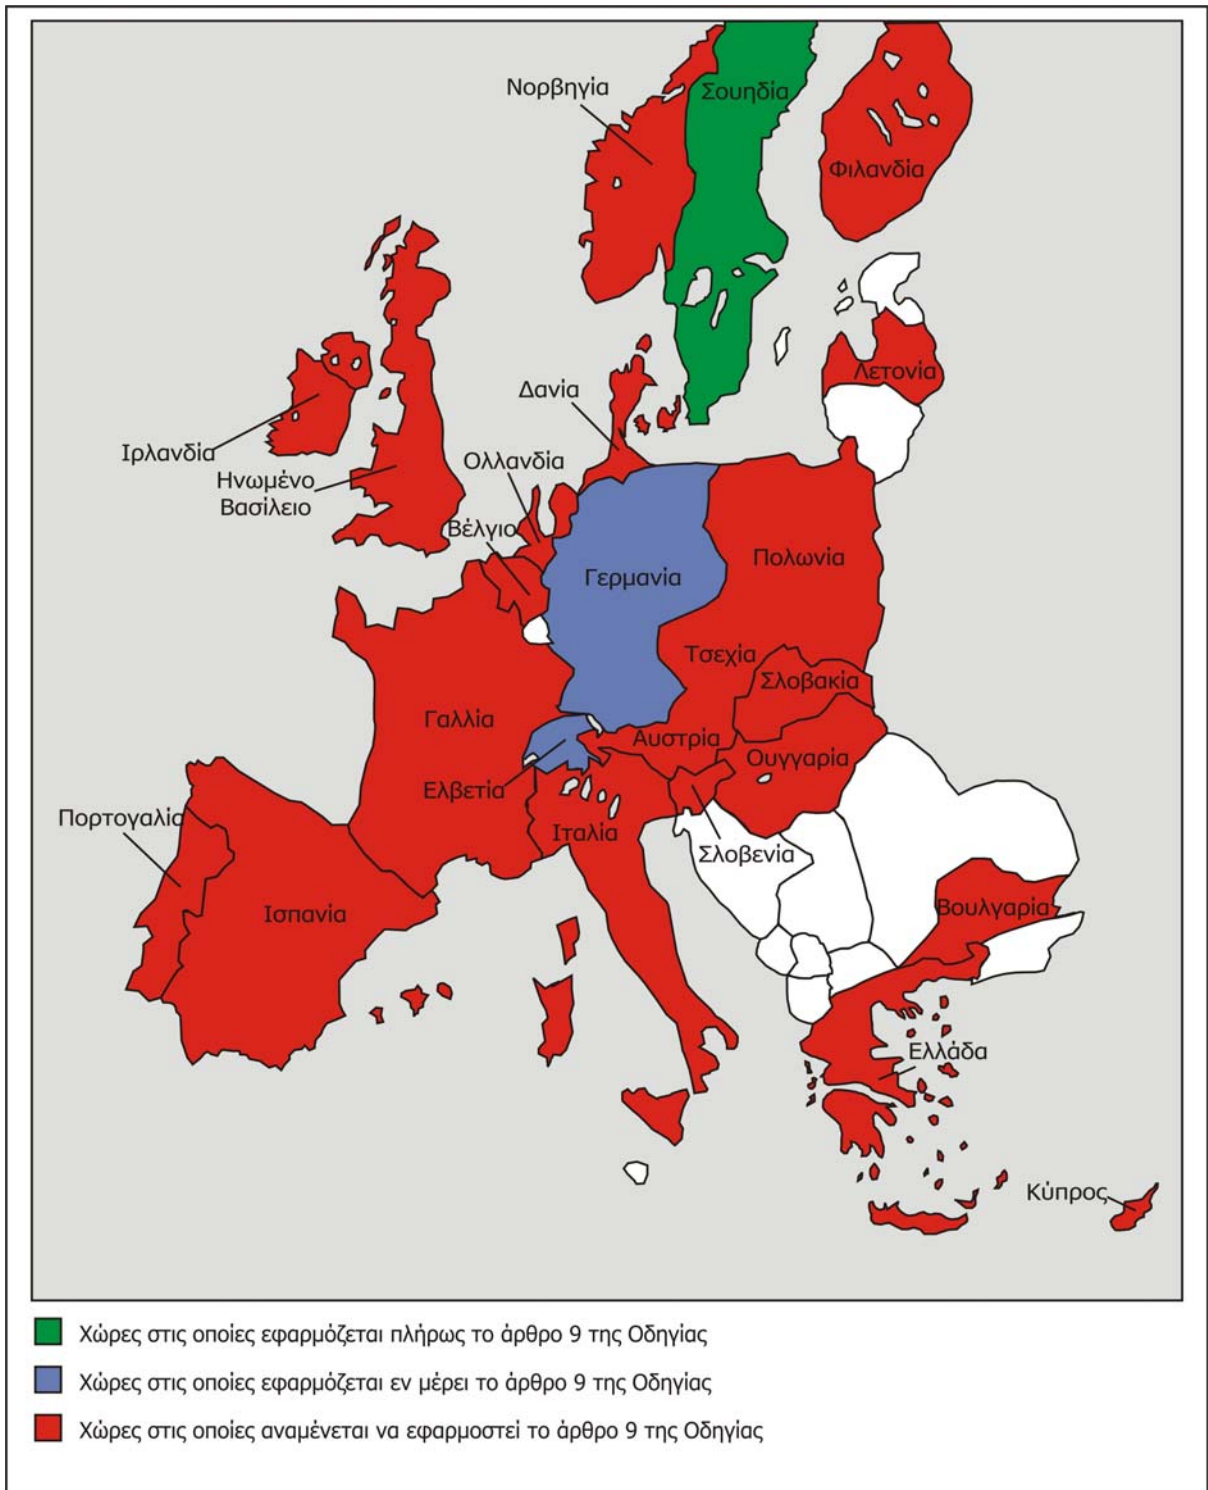 Νορβηγία
Σουηδία
Φιλανδία
Λετονία
Δανία
Ιρλανδία
Ηνωμένο
Βασίλειο
Ολλανδία
Βέλγιο
Γερμανία
Πολωνία
Τσεχία
Σλοβακία
Γαλλία
Αυστρία
Ουγγαρία
Ελβετία
Πορτογαλία
Ιταλία
Σλοβενία
Ισπανία
Βουλγαρία
Ελλάδα
Κύπρος
Χώρες στις οποίες εφαρμόζεται πλήρως το άρθρο 9 της Οδηγίας
Χώρες στις οποίες εφαρμόζεται εν μέρει το άρθρο 9 της Οδηγίας
Χώρες στις οποίες αναμένεται να εφαρμοστεί το άρθρο 9 της Οδηγίας